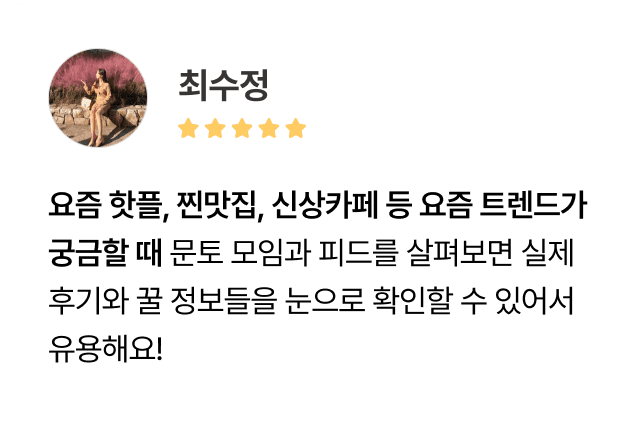 최수정
요즘 핫플, 찐맛집, 신상카페 등 요즘 트렌드가
궁금할 때 문토 모임과 피드를 살펴보면 실제
후기와 꿀 정보들을 눈으로 확인할 수 있어서
유용해요!